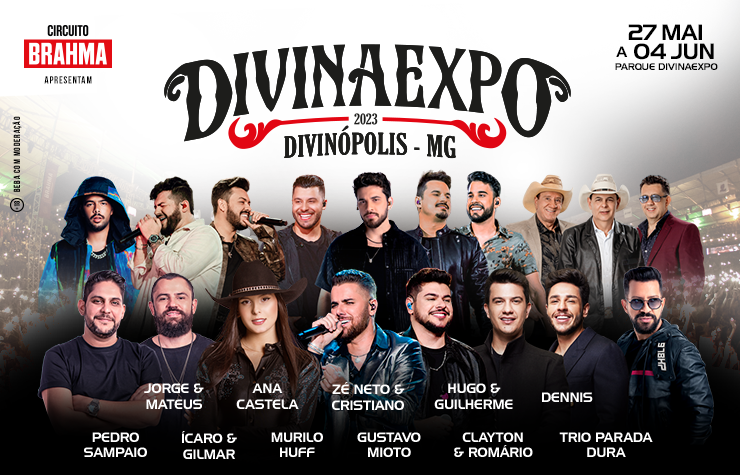 CIRCUITO
BRAHMA
APRESENTAM
DIVINAEXPO
2023
DIVINÓPOLIS - MG
27 MAI
A 04 JUN
PARQUE DIVINAEXPO
BEBA COM MODERAÇÃO
18
PHBLG
JORGE &
MATEUS
ANA
CASTELA
ZÉ NETO &
CRISTIANO
HUGO &
GUILHERME
DENNIS
PEDRO
SAMPAIO
ÍCARO &
GILMAR
MURILO
HUFF
GUSTAVO
MIOTO
CLAYTON
& ROMÁRIO
TRIO PARADA
DURA